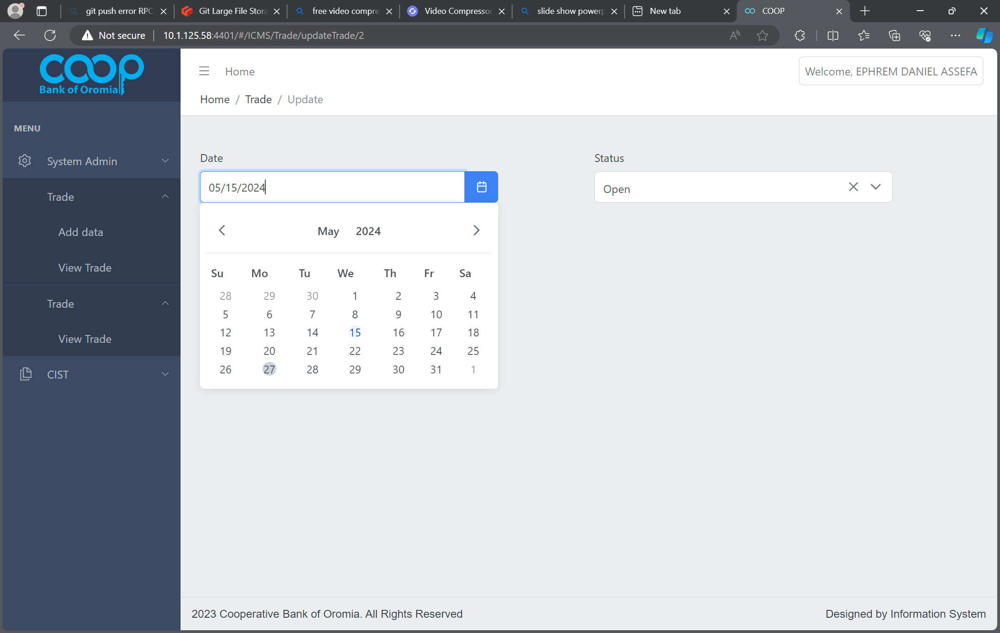 git push error RPC
Git Large File Stora
free video compre
Video Compressor
slide show powerp
New tab
COOP
Not secure
10.1.125.58:4401/#/ICMS/Trade/updateTrade/2
coop
Bank of Oromia
Home
Welcome, EPHREM DANIEL ASSEFA
Home / Trade / Update
MENU
System Admin
Trade
Add data
View Trade
Trade
View Trade
CIST
Date
Status
05/15/2024
Open
May 2024
Su Mo Tu We Th Fr Sa
28 29 30 1 2 3 4
5 6 7 8 9 10 11
12 13 14 15 16 17 18
19 20 21 22 23 24 25
26 27 28 29 30 31 1
2023 Cooperative Bank of Oromia. All Rights Reserved
Designed by Information System